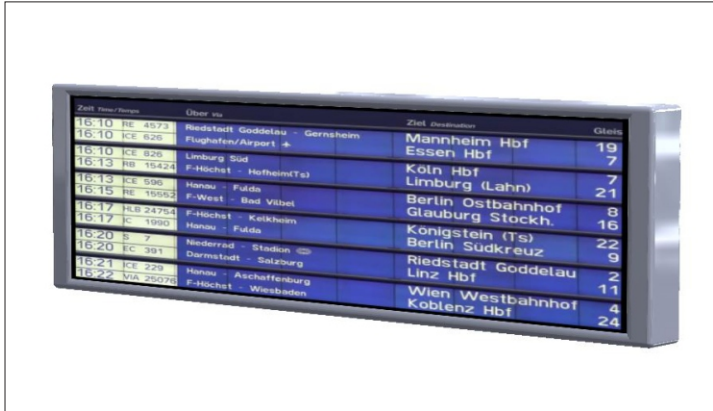 Zeit Time/Temps Über via Ziel Destination Gleis
16:10 RE 4573 Riedstadt Goddelau - Gernsheim Mannheim Hbf 19
16:10 ICE 626 Flughafen/Airport Essen Hbf 7
16:10 ICE 826 Limburg Süd Köln Hbf 7
16:13 RB 15424 F-Höchst - Hofheim(Ts) Limburg (Lahn) 21
16:13 ICE 596 Hanau - Fulda Berlin Ostbahnhof 8
16:15 RE 15552 F-West - Bad Vilbel Glauburg Stockh. 16
16:17 HLB 24754 F-Höchst - Kelkheim Königstein (Ts) 22
16:17 IC 1990 Hanau - Fulda Berlin Südkreuz 9
16:20 S 7 Niederrad - Stadion Riedstadt Goddelau 2
16:20 EC 391 Darmstadt - Salzburg Linz Hbf 11
16:21 ICE 229 Hanau - Aschaffenburg Wien Westbahnhof 4
16:22 VIA 25076 F-Höchst - Wiesbaden Koblenz Hbf 24